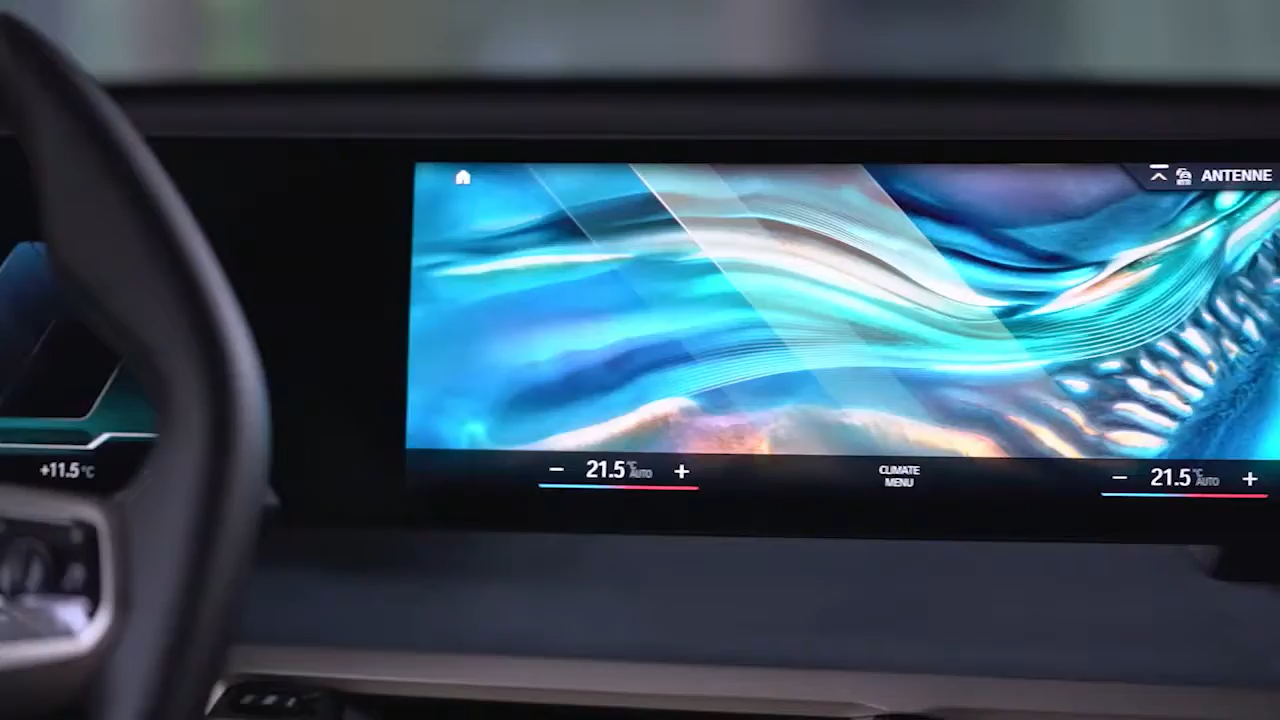 ANTENNE
+11.5°C
− 21.5°C AUTO +
CLIMATE
MENU
− 21.5°C AUTO +